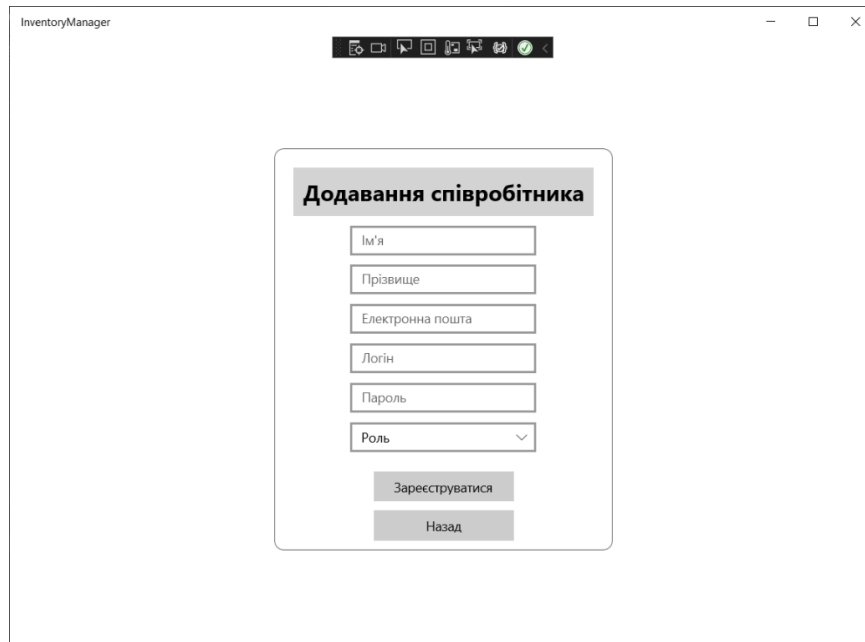 InventoryManager
Додавання співробітника
Ім'я
Прізвище
Електронна пошта
Логін
Пароль
Роль
Зареєструватися
Назад